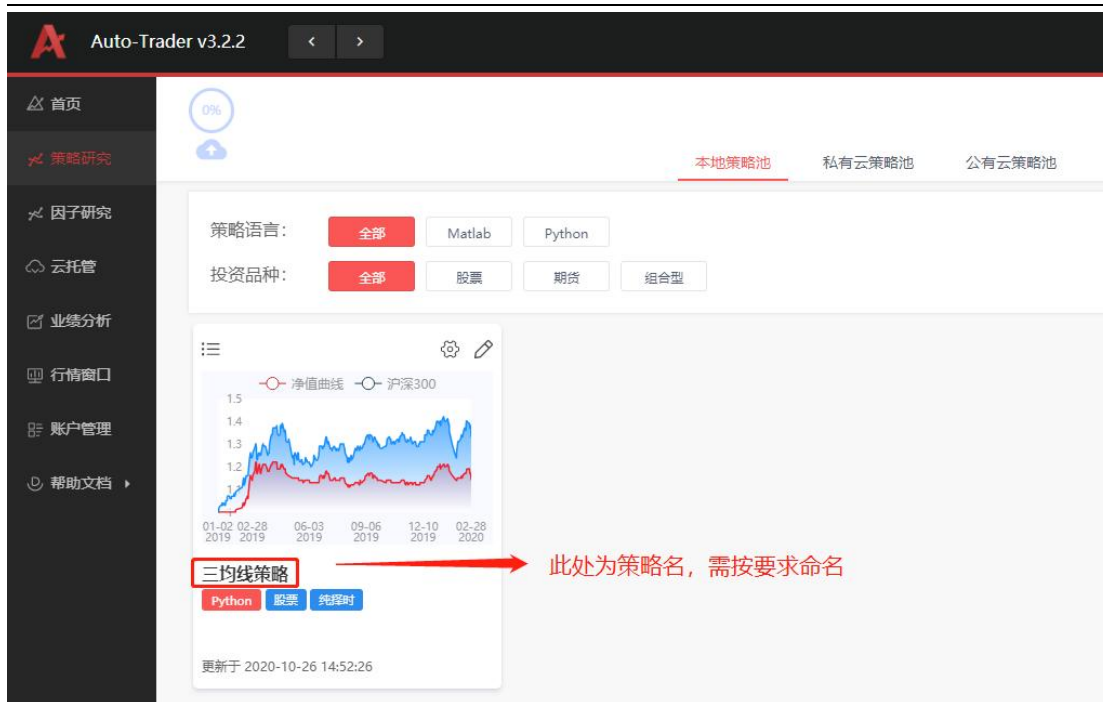 Auto-Trader v3.2.2 < >
首页
策略研究
因子研究
云托管
业绩分析
行情窗口
账户管理
帮助文档
0%
本地策略池 私有云策略池 公有云策略池
策略语言: 全部 Matlab Python
投资品种: 全部 股票 期货 组合型
净值曲线 沪深300
1.5
1.4
1.3
1.2
1.1
01-02 02-28 06-03 09-06 12-10 02-28
2019 2019 2019 2019 2019 2020
三均线策略
此处为策略名，需按要求命名
Python 股票 纯择时
更新于 2020-10-26 14:52:26